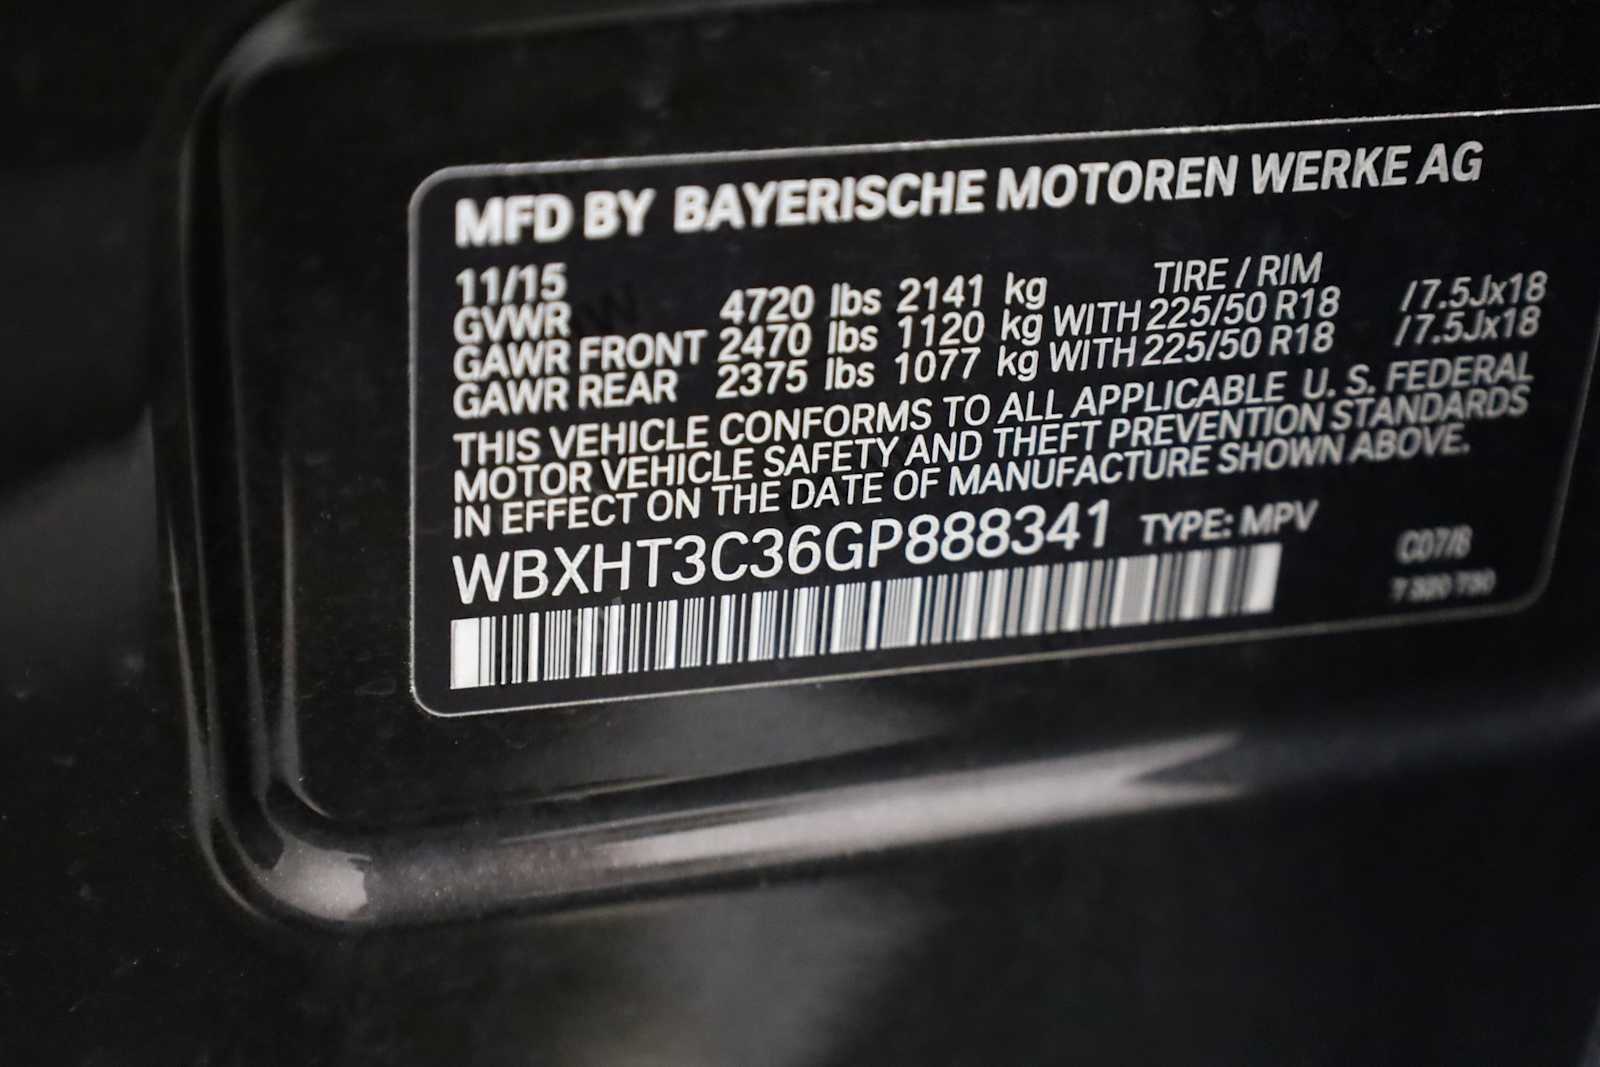 MFD BY BAYERISCHE MOTOREN WERKE AG
11/15 TIRE / RIM
GVWR 4720 lbs 2141 kg
GAWR FRONT 2470 lbs 1120 kg WITH 225/50 R18 /7.5Jx18
GAWR REAR 2375 lbs 1077 kg WITH 225/50 R18 /7.5Jx18
THIS VEHICLE CONFORMS TO ALL APPLICABLE U. S. FEDERAL
MOTOR VEHICLE SAFETY AND THEFT PREVENTION STANDARDS
IN EFFECT ON THE DATE OF MANUFACTURE SHOWN ABOVE.
WBXHT3C36GP888341 TYPE: MPV